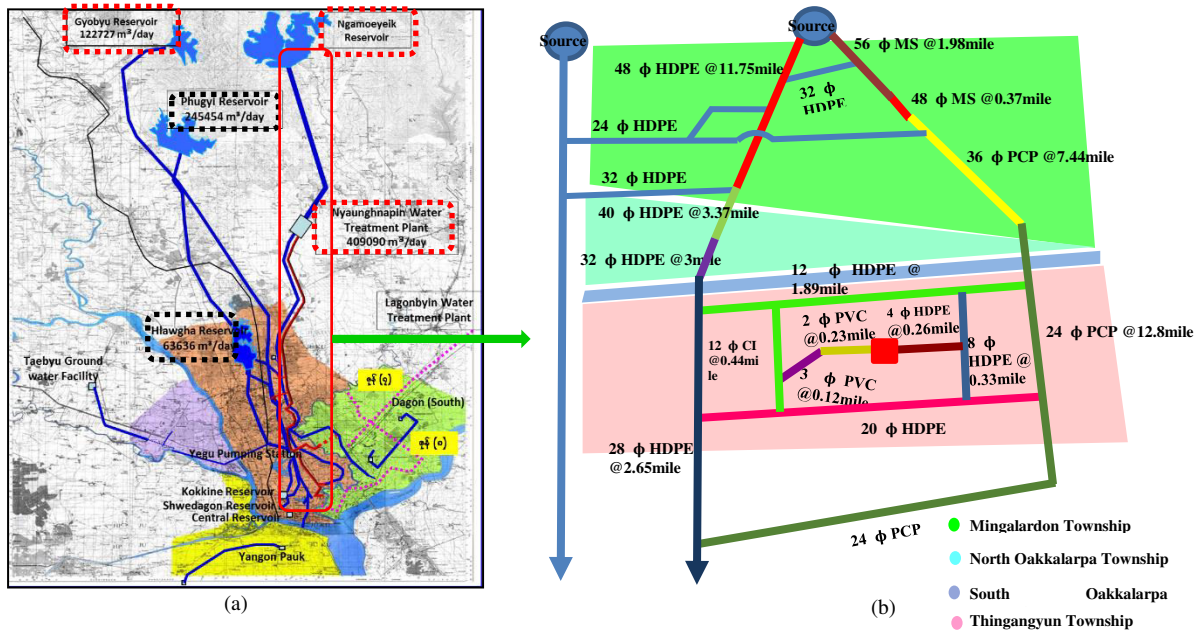 Gyobyu Reservoir
122727 m³/day
Ngamoeyeik
Reservoir
Phugyi Reservoir
245454 m³/day
Nyaunghnapin Water
Treatment Plant
409090 m³/day
Lagonbyin Water
Treatment Plant
Hlawgha Reservoir
63636 m³/day
Taebyu Ground
water Facility
ဇုန် (၄)
Dagon (South)
ဇုန် (၈)
Yegu Pumping Station
Kokkine Reservoir
Shwedagon Reservoir
Central Reservoir
Yangon Pauk
(a)
Source
Source
56 ϕ MS @1.98mile
48 ϕ HDPE @11.75mile
32 ϕ
HDPE
48 ϕ MS @0.37mile
24 ϕ HDPE
36 ϕ PCP @7.44mile
32 ϕ HDPE
40 ϕ HDPE @3.37mile
32 ϕ HDPE @3mile
12 ϕ HDPE @
1.89mile
2 ϕ PVC
@0.23mile
4 ϕ HDPE
@0.26mile
24 ϕ PCP @12.8mile
12 ϕ CI
@0.44mi
le
8 ϕ
HDPE @
0.33mile
3 ϕ PVC
@0.12mile
20 ϕ HDPE
28 ϕ HDPE
@2.65mile
24 ϕ PCP
Mingalardon Township
North Oakkalarpa Township
South Oakkalarpa
Thingangyun Township
(b)